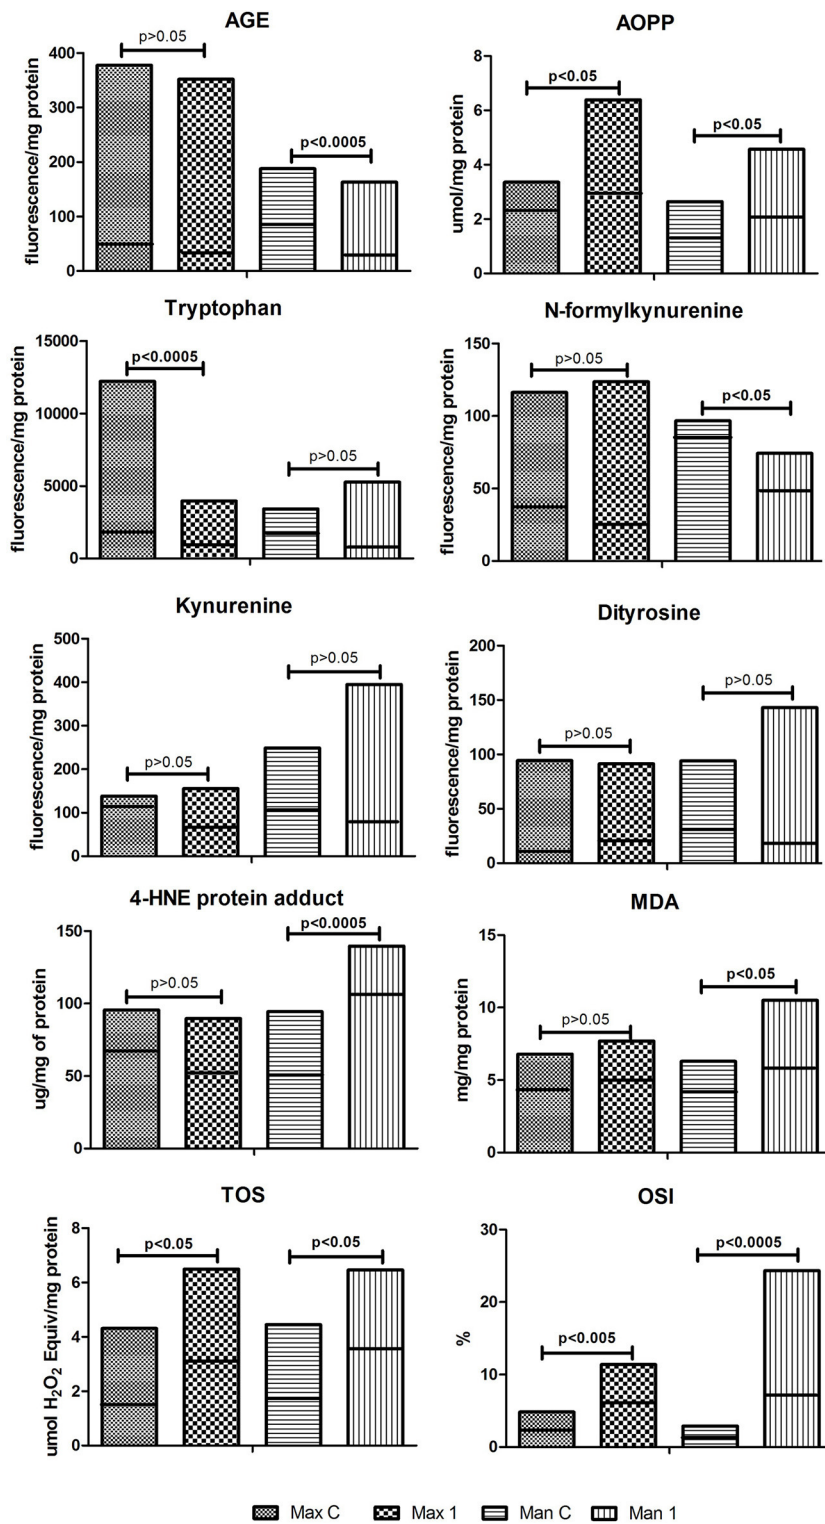 AGE
p>0.05
p<0.0005
400
300
200
100
0
fluorescence/mg protein
AOPP
p<0.05
p<0.05
8
6
4
2
0
umol/mg protein
Tryptophan
p<0.0005
p>0.05
15000
10000
5000
0
fluorescence/mg protein
N-formylkynurenine
p>0.05
p<0.05
150
100
50
0
fluorescence/mg protein
Kynurenine
p>0.05
p>0.05
500
400
300
200
100
0
fluorescence/mg protein
Dityrosine
p>0.05
p>0.05
200
150
100
50
0
fluorescence/mg protein
4-HNE protein adduct
p>0.05
p<0.0005
150
100
50
0
ug/mg of protein
MDA
p>0.05
p<0.05
15
10
5
0
mg/mg protein
TOS
p<0.05
p<0.05
8
6
4
2
0
umol H₂O₂ Equiv/mg protein
OSI
p<0.005
p<0.0005
30
20
10
0
%
Max C Max 1 Man C Man 1